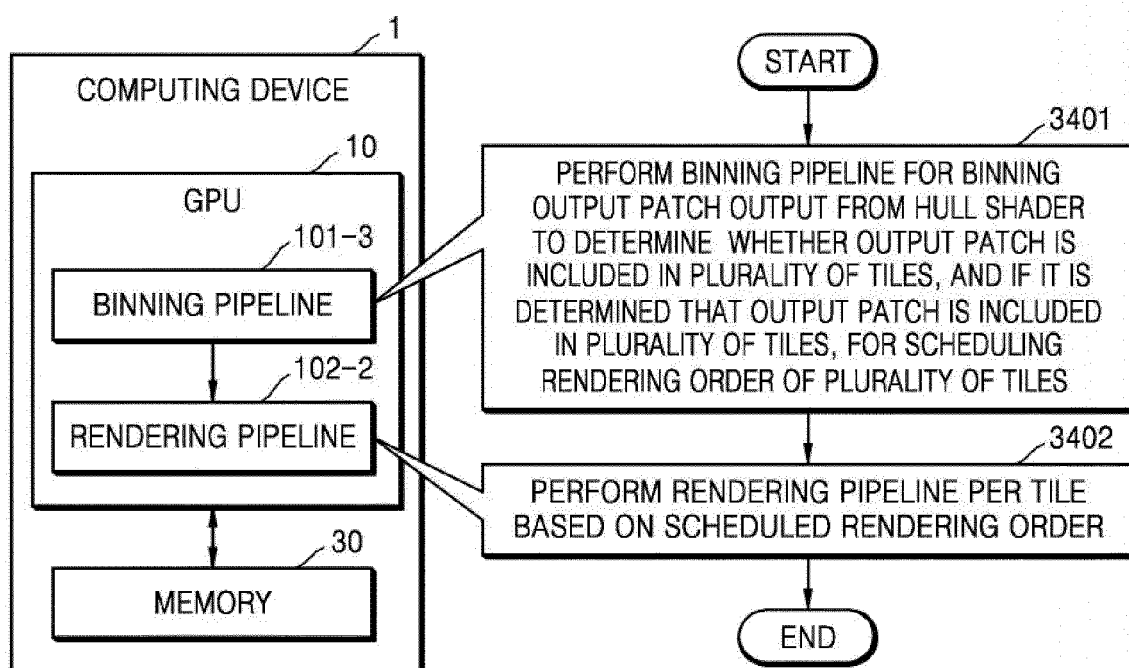 1
COMPUTING DEVICE
10
GPU
101-3
BINNING PIPELINE
102-2
RENDERING PIPELINE
30
MEMORY
START
3401
PERFORM BINNING PIPELINE FOR BINNING
OUTPUT PATCH OUTPUT FROM HULL SHADER
TO DETERMINE WHETHER OUTPUT PATCH IS
INCLUDED IN PLURALITY OF TILES, AND IF IT IS
DETERMINED THAT OUTPUT PATCH IS INCLUDED
IN PLURALITY OF TILES, FOR SCHEDULING
RENDERING ORDER OF PLURALITY OF TILES
3402
PERFORM RENDERING PIPELINE PER TILE
BASED ON SCHEDULED RENDERING ORDER
END